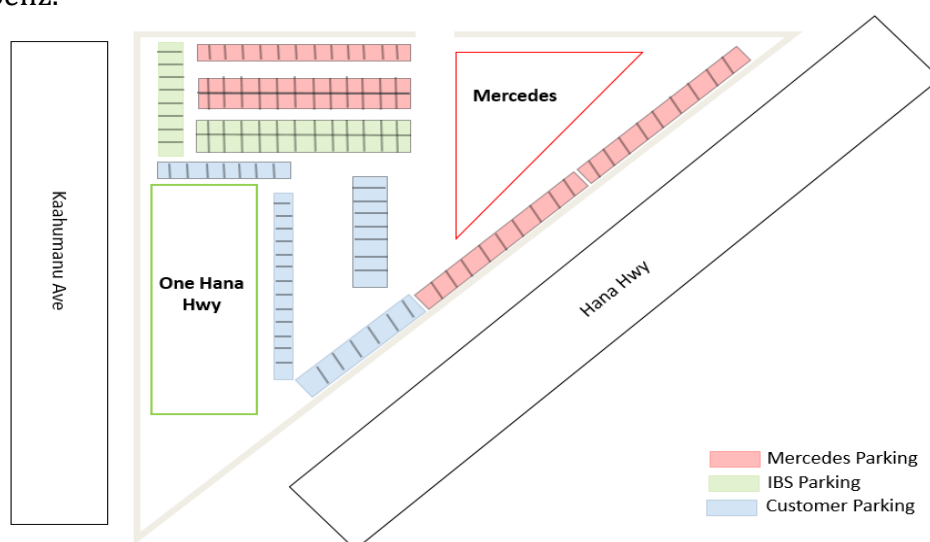 Mercedes
Kaahumanu Ave
One Hana
Hwy
Hana Hwy
Mercedes Parking
IBS Parking
Customer Parking